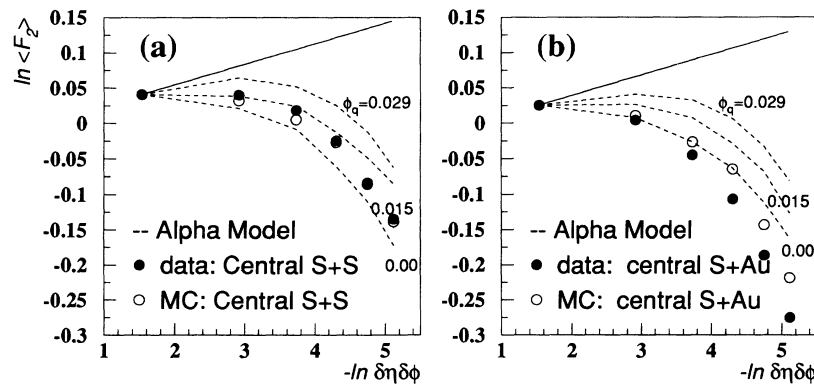 ln <F2>
0.15
0.1
0.05
0
-0.05
-0.1
-0.15
-0.2
-0.25
-0.3
(a)
ϕq=0.029
0.015
0.00
-- Alpha Model
● data: Central S+S
○ MC: Central S+S
1 2 3 4 5
-ln δηδϕ
0.15
0.1
0.05
0
-0.05
-0.1
-0.15
-0.2
-0.25
-0.3
(b)
ϕq=0.029
0.015
0.00
-- Alpha Model
● data: central S+Au
○ MC: central S+Au
1 2 3 4 5
-ln δηδϕ